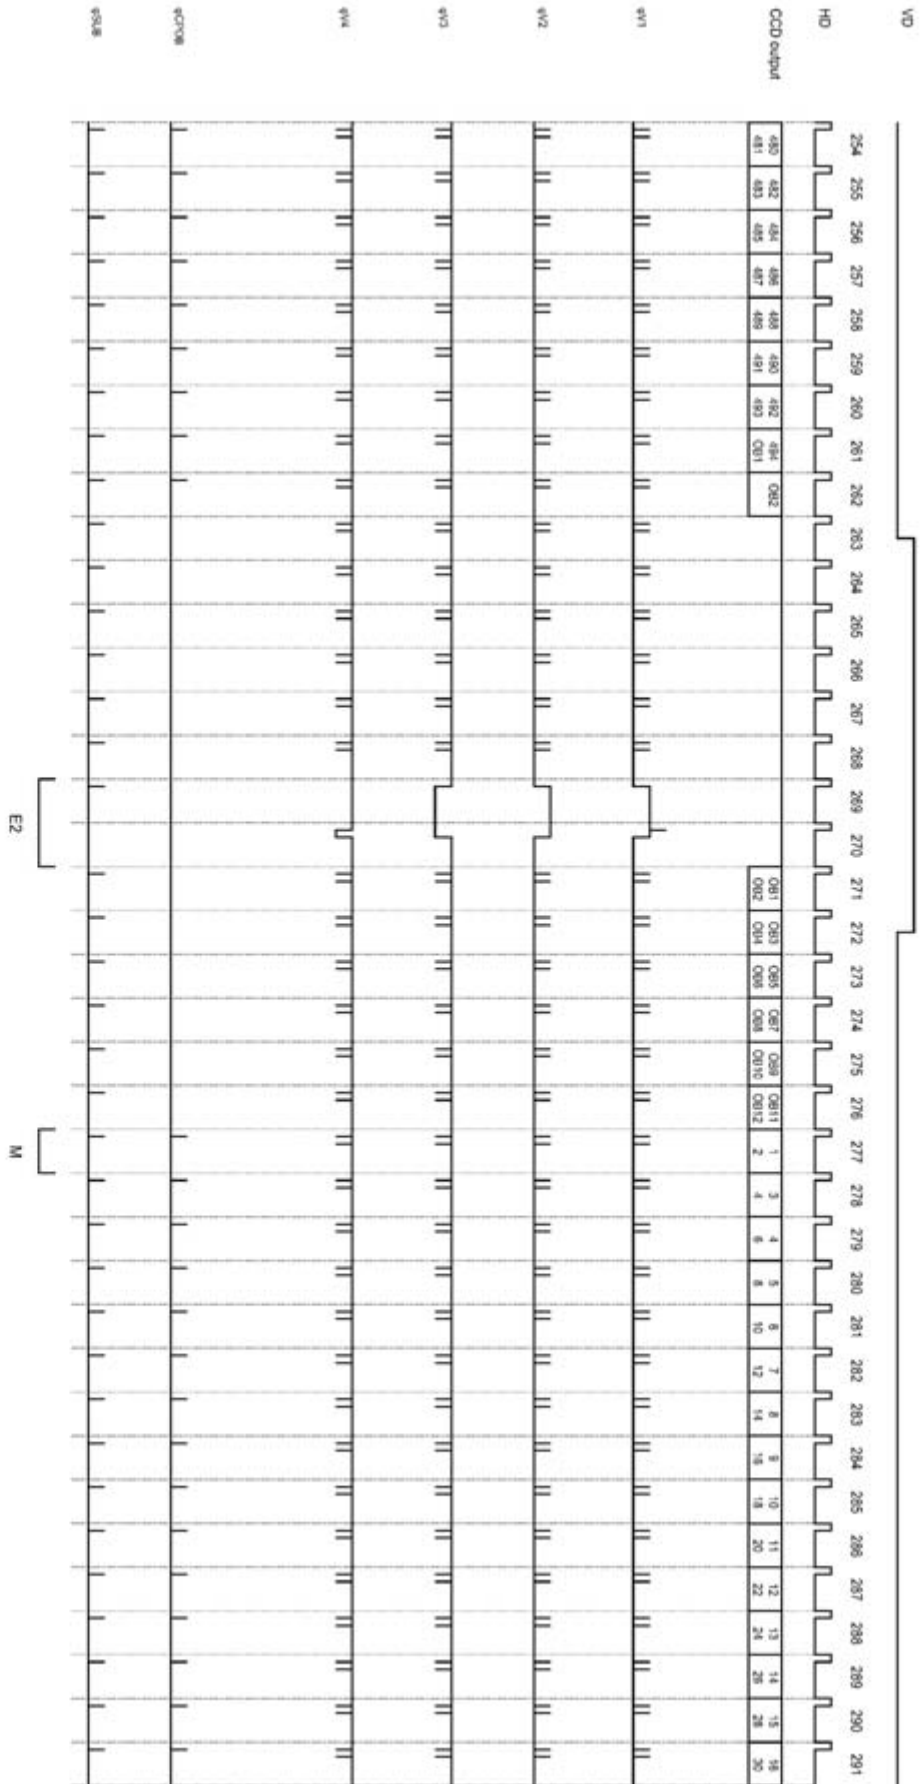 VD
254 255 256 257 258 259 260 261 262 263 264 265 266 267 268 269 270 271 272 273 274 275 276 277 278 279 280 281 282 283 284 285 286 287 288 289 290 291
HD
CCD output
480 482 484 486 488 490 492 494 OB2 OB1 OB3 OB5 OB7 OB9 OB11 1 3 4 5 6 7 8 9 10 11 12 13 14 15 16
481 483 485 487 489 491 493 OB1 OB2 OB4 OB6 OB8 OB10 OB12 2 4 6 8 10 12 14 16 18 20 22 24 26 28 30
φV1
φV2
φV3
φV4
φCPOB
φSUB
E2
M